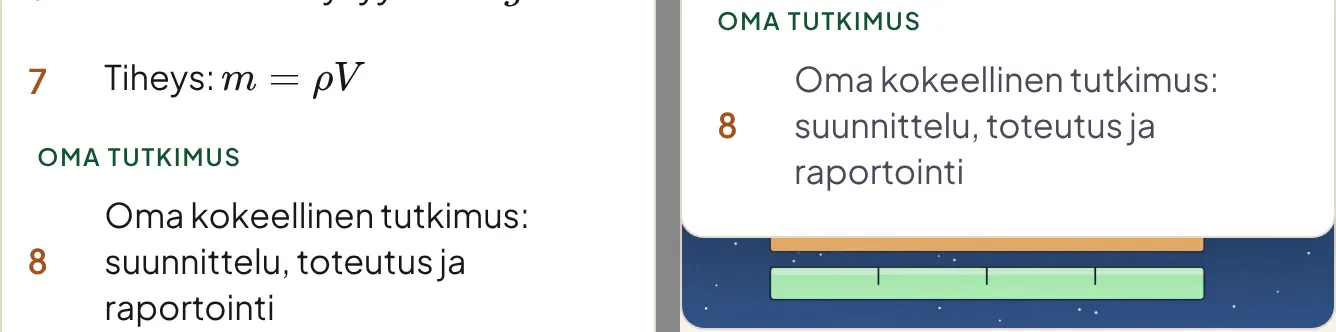 7 Tiheys: m = ρV
OMA TUTKIMUS
Oma kokeellinen tutkimus:
8 suunnittelu, toteutus ja
raportointi
OMA TUTKIMUS
Oma kokeellinen tutkimus:
8 suunnittelu, toteutus ja
raportointi